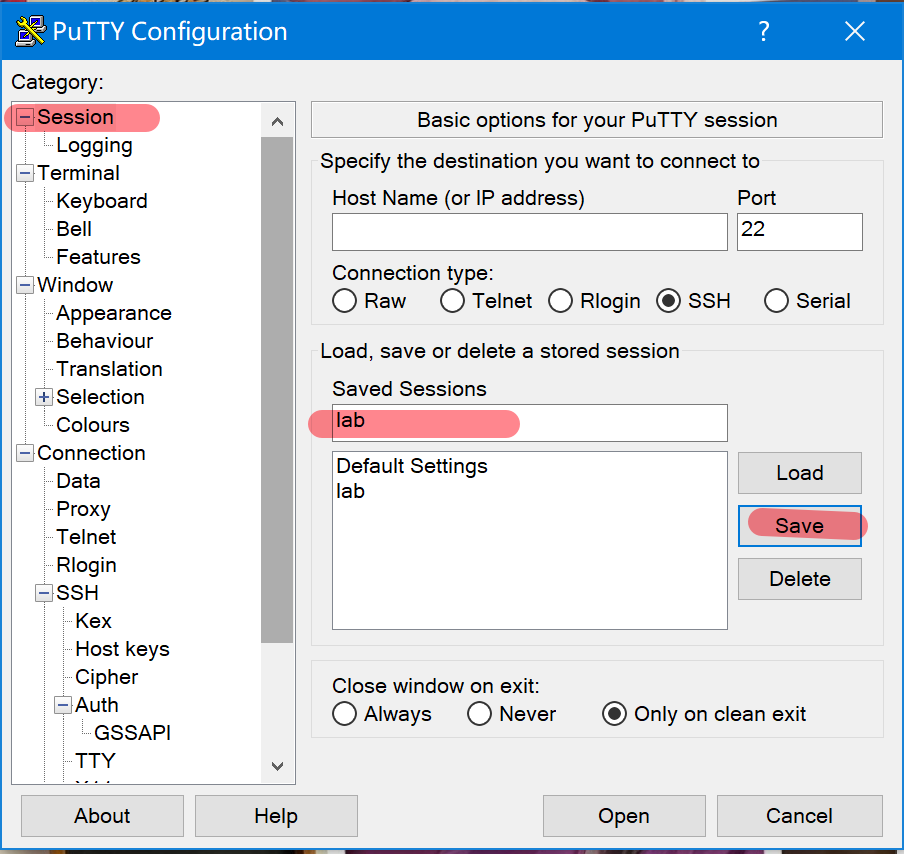 PuTTY Configuration ?
Category:
Session
Logging
Terminal
Keyboard
Bell
Features
Window
Appearance
Behaviour
Translation
Selection
Colours
Connection
Data
Proxy
Telnet
Rlogin
SSH
Kex
Host keys
Cipher
Auth
GSSAPI
TTY
Basic options for your PuTTY session
Specify the destination you want to connect to
Host Name (or IP address) Port
22
Connection type:
Raw Telnet Rlogin SSH Serial
Load, save or delete a stored session
Saved Sessions
lab
Default Settings
lab
Load
Save
Delete
Close window on exit:
Always Never Only on clean exit
About Help Open Cancel